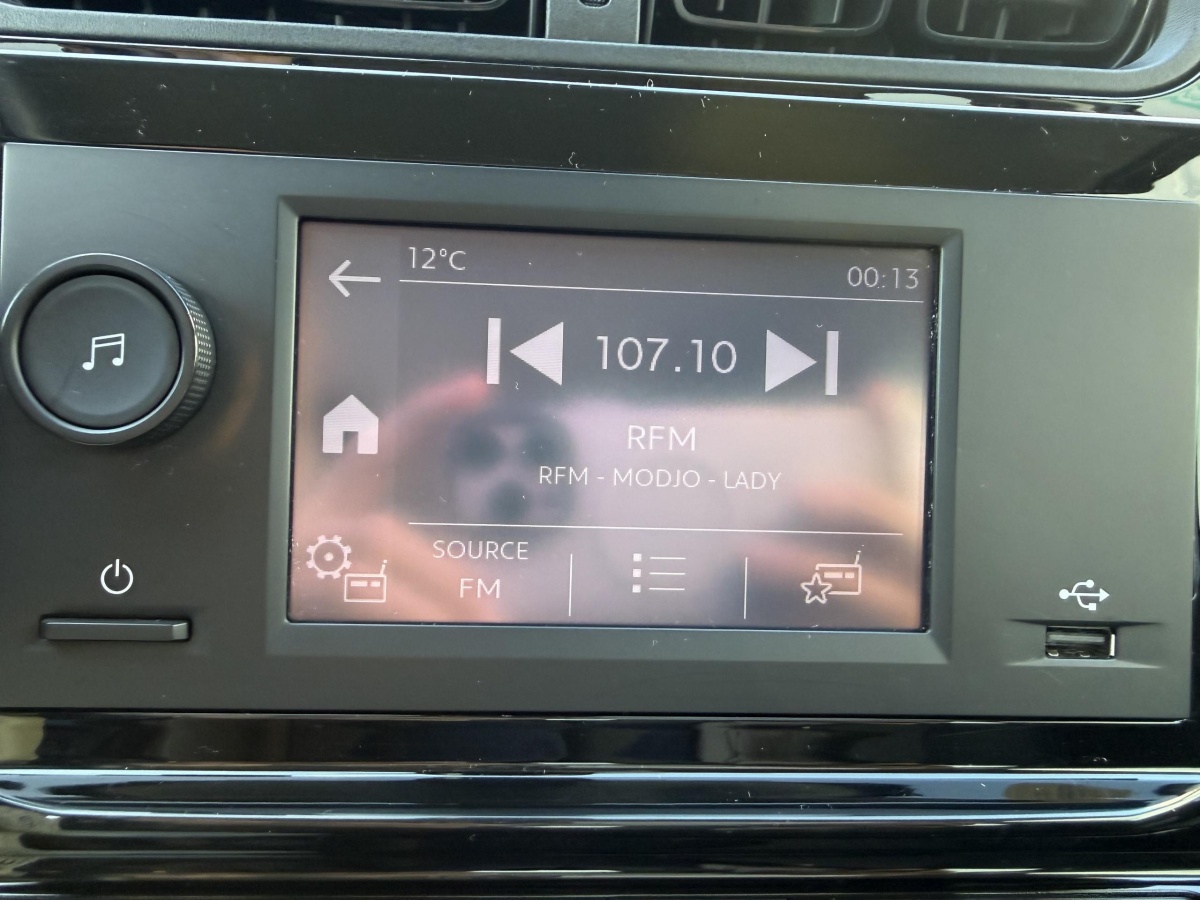 12°C
00:13
107.10
RFM
RFM - MODJO - LADY
SOURCE
FM